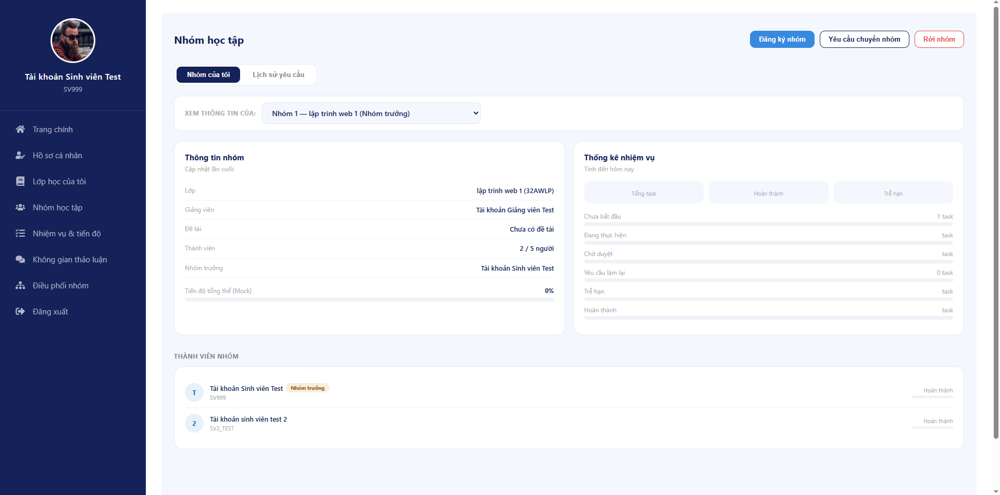 Tài khoản Sinh viên Test
SV999
Trang chính
Hồ sơ cá nhân
Lớp học của tôi
Nhóm học tập
Nhiệm vụ & tiến độ
Không gian thảo luận
Điều phối nhóm
Đăng xuất
Nhóm học tập
Đăng ký nhóm
Yêu cầu chuyển nhóm
Rời nhóm
Nhóm của tôi
Lịch sử yêu cầu
XEM THÔNG TIN CỦA:
Nhóm 1 — lập trình web 1 (Nhóm trưởng)
Thông tin nhóm
Cập nhật lần cuối:
Lớp
lập trình web 1 (32AWLP)
Giảng viên
Tài khoản Giảng viên Test
Đề tài
Chưa có đề tài
Thành viên
2 / 5 người
Nhóm trưởng
Tài khoản Sinh viên Test
Tiến độ tổng thể (Mock)
0%
Thống kê nhiệm vụ
Tính đến hôm nay
Tổng task
Hoàn thành
Trễ hạn
Chưa bắt đầu
1 task
Đang thực hiện
task
Chờ duyệt
task
Yêu cầu làm lại
0 task
Trễ hạn
task
Hoàn thành
task
THÀNH VIÊN NHÓM
T
Tài khoản Sinh viên Test
Nhóm trưởng
SV999
Hoàn thành
2
Tài khoản sinh viên test 2
SV2_TEST
Hoàn thành